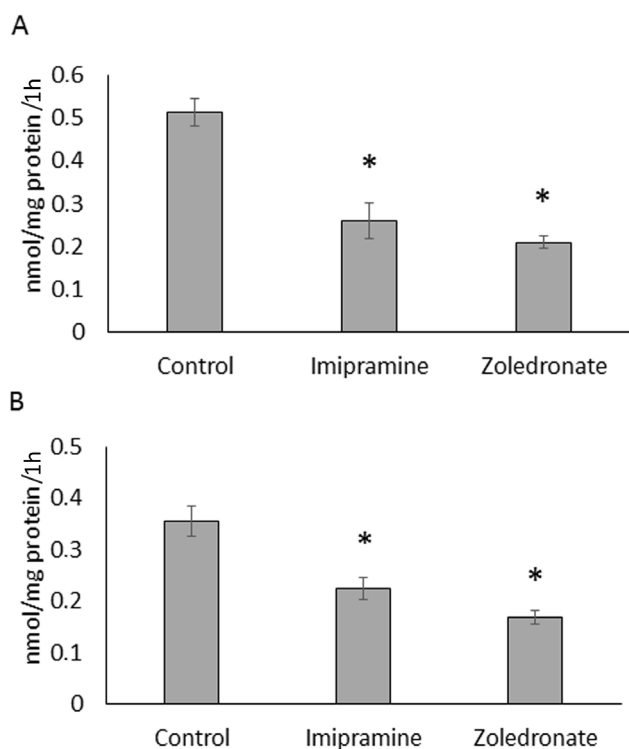 A
nmol/mg protein /1h
0.6
0.5
0.4
0.3
0.2
0.1
0
*
*
Control Imipramine Zoledronate
B
nmol/mg protein /1h
0.5
0.4
0.3
0.2
0.1
0
*
*
Control Imipramine Zoledronate